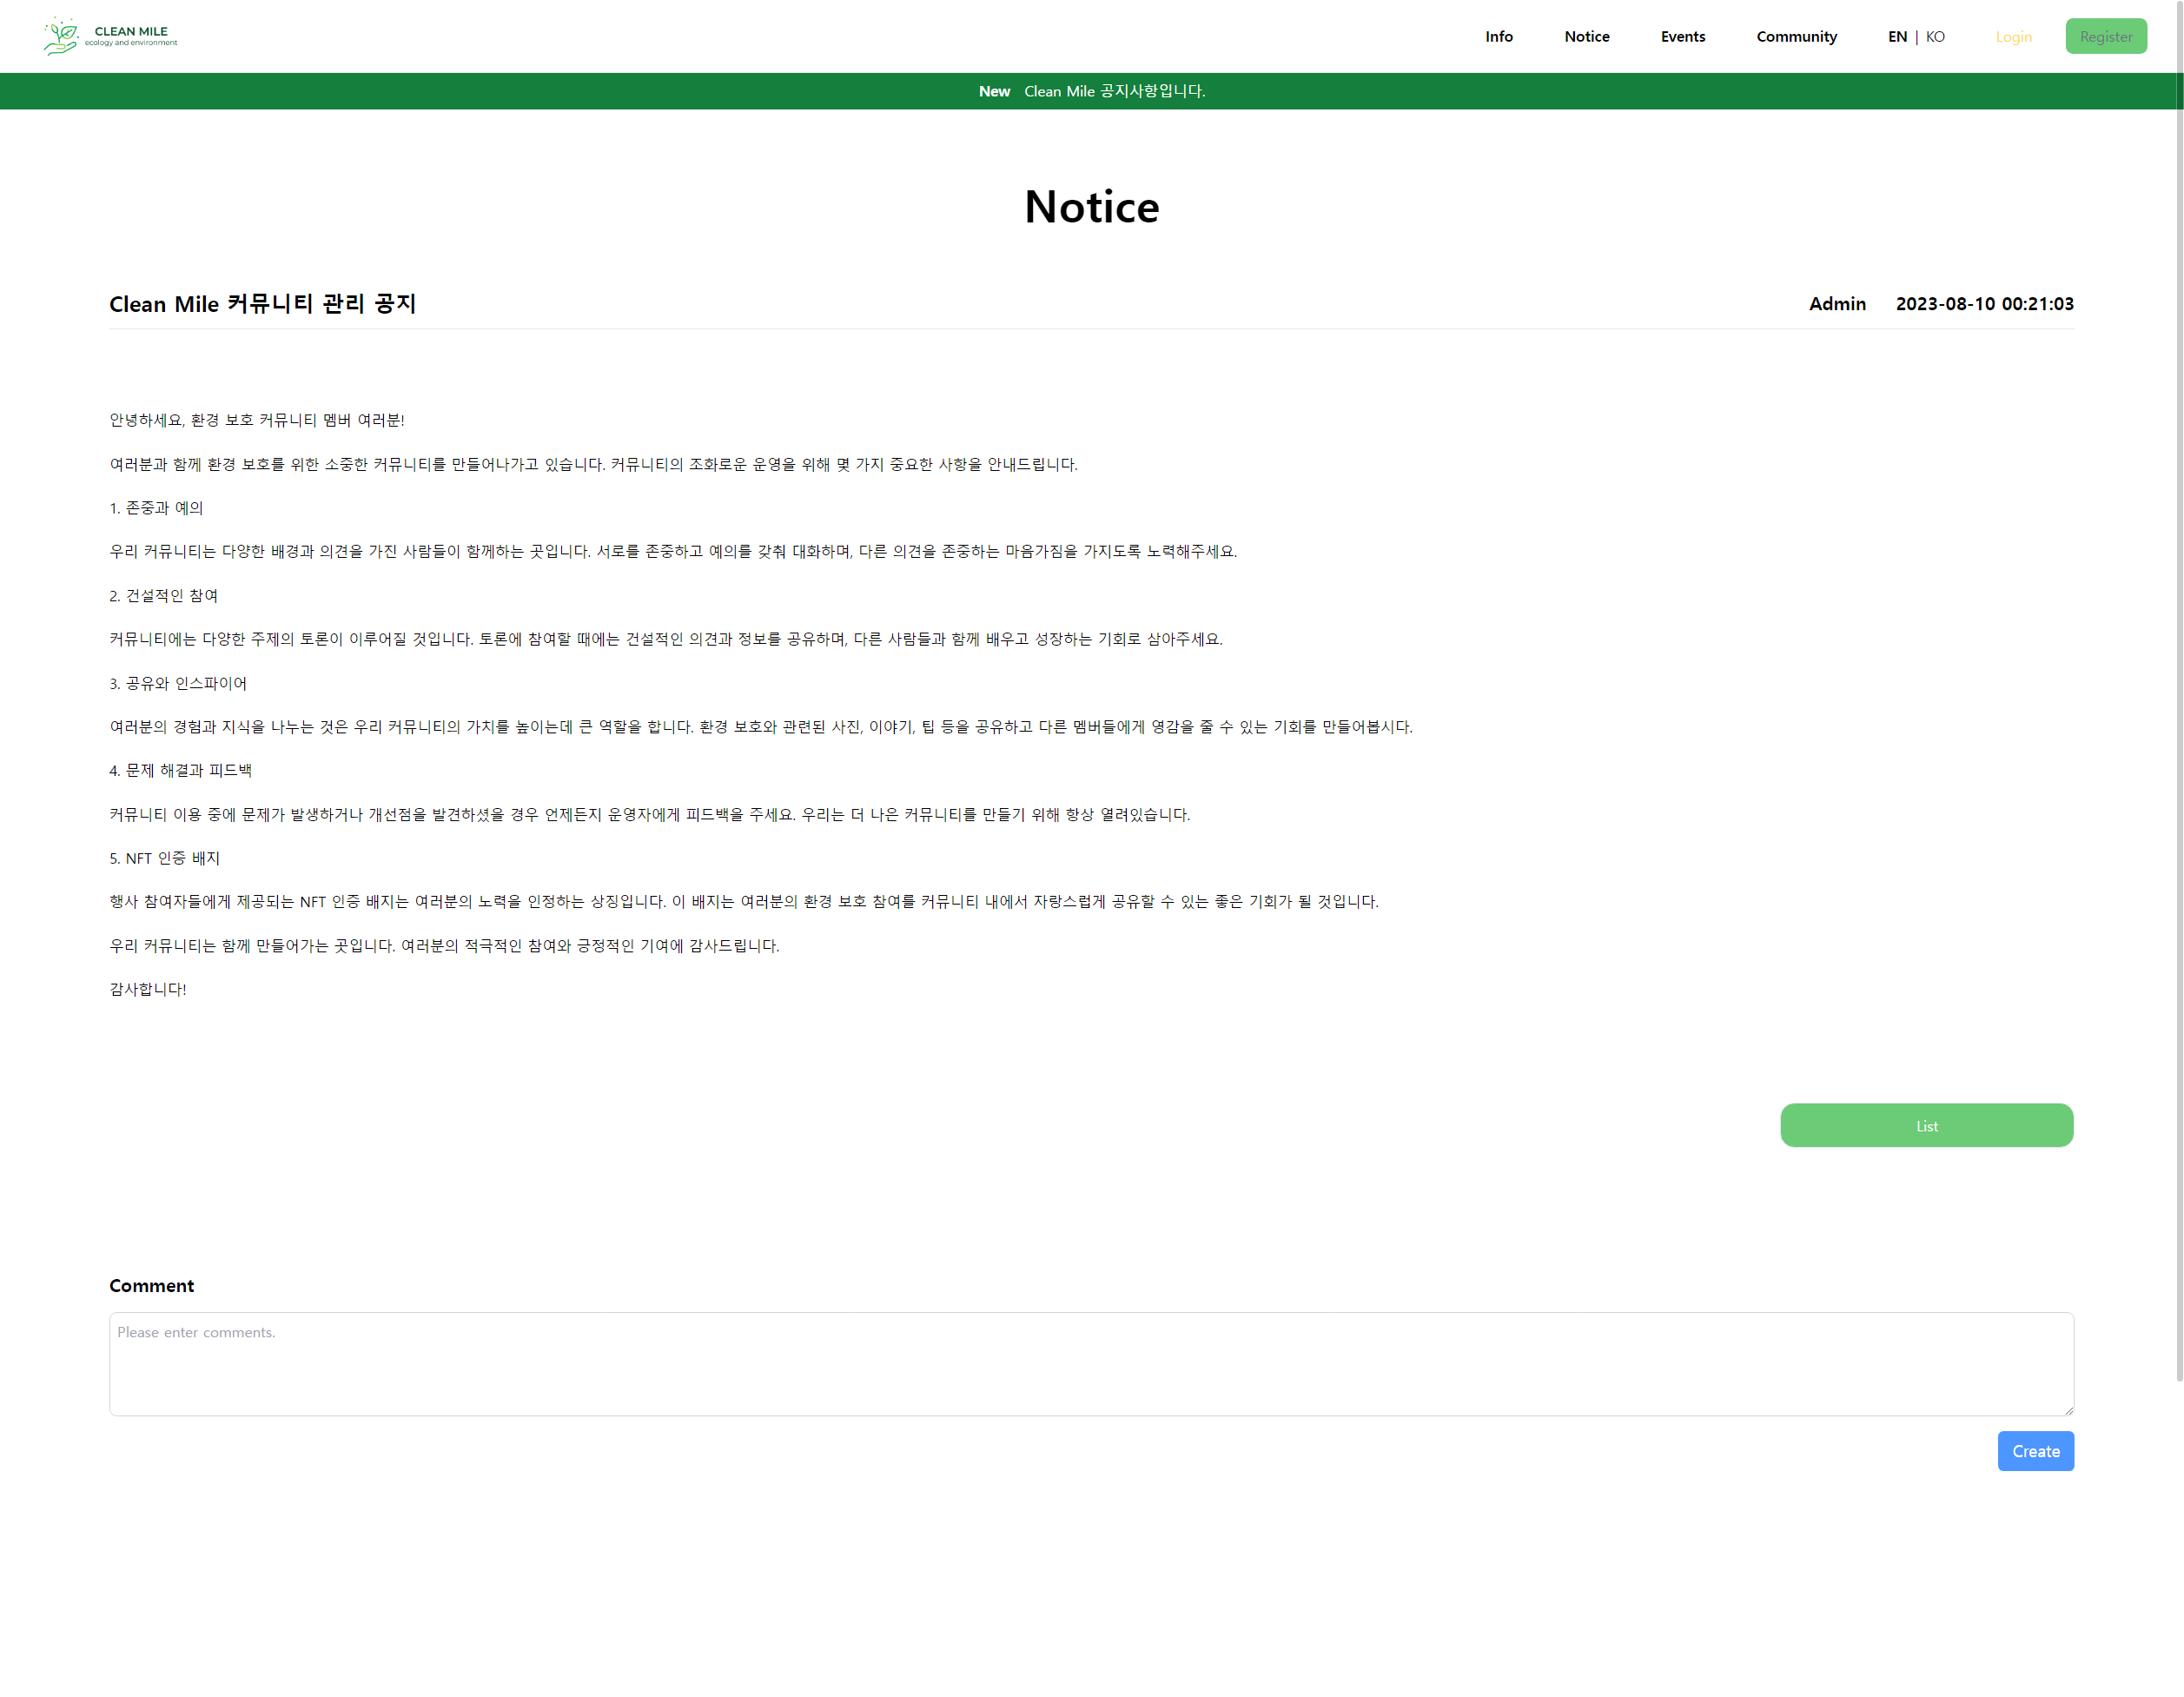 CLEAN MILE
ecology and environment
Info Notice Events Community EN | KO Login Register
New Clean Mile 공지사항입니다.
Notice
Clean Mile 커뮤니티 관리 공지 Admin 2023-08-10 00:21:03
안녕하세요, 환경 보호 커뮤니티 멤버 여러분!
여러분과 함께 환경 보호를 위한 소중한 커뮤니티를 만들어나가고 있습니다. 커뮤니티의 조화로운 운영을 위해 몇 가지 중요한 사항을 안내드립니다.
1. 존중과 예의
우리 커뮤니티는 다양한 배경과 의견을 가진 사람들이 함께하는 곳입니다. 서로를 존중하고 예의를 갖춰 대화하며, 다른 의견을 존중하는 마음가짐을 가지도록 노력해주세요.
2. 건설적인 참여
커뮤니티에는 다양한 주제의 토론이 이루어질 것입니다. 토론에 참여할 때에는 건설적인 의견과 정보를 공유하며, 다른 사람들과 함께 배우고 성장하는 기회로 삼아주세요.
3. 공유와 인스파이어
여러분의 경험과 지식을 나누는 것은 우리 커뮤니티의 가치를 높이는데 큰 역할을 합니다. 환경 보호와 관련된 사진, 이야기, 팁 등을 공유하고 다른 멤버들에게 영감을 줄 수 있는 기회를 만들어봅시다.
4. 문제 해결과 피드백
커뮤니티 이용 중에 문제가 발생하거나 개선점을 발견하셨을 경우 언제든지 운영자에게 피드백을 주세요. 우리는 더 나은 커뮤니티를 만들기 위해 항상 열려있습니다.
5. NFT 인증 배지
행사 참여자들에게 제공되는 NFT 인증 배지는 여러분의 노력을 인정하는 상징입니다. 이 배지는 여러분의 환경 보호 참여를 커뮤니티 내에서 자랑스럽게 공유할 수 있는 좋은 기회가 될 것입니다.
우리 커뮤니티는 함께 만들어가는 곳입니다. 여러분의 적극적인 참여와 긍정적인 기여에 감사드립니다.
감사합니다!
List
Comment
Please enter comments.
Create